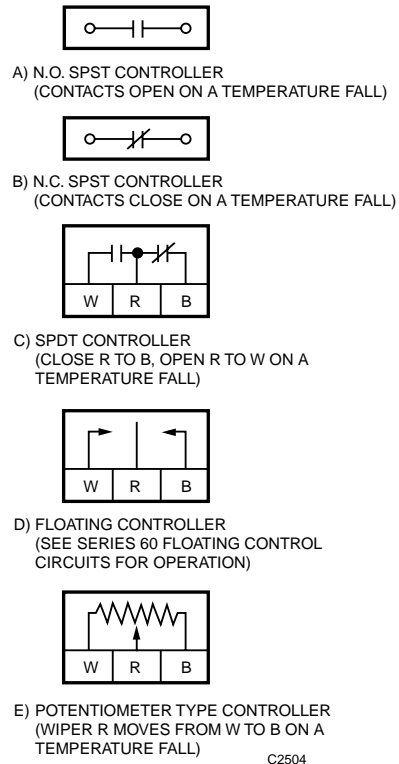 A) N.O. SPST CONTROLLER
(CONTACTS OPEN ON A TEMPERATURE FALL)
B) N.C. SPST CONTROLLER
(CONTACTS CLOSE ON A TEMPERATURE FALL)
W R B
C) SPDT CONTROLLER
(CLOSE R TO B, OPEN R TO W ON A
TEMPERATURE FALL)
W R B
D) FLOATING CONTROLLER
(SEE SERIES 60 FLOATING CONTROL
CIRCUITS FOR OPERATION)
W R B
E) POTENTIOMETER TYPE CONTROLLER
(WIPER R MOVES FROM W TO B ON A
TEMPERATURE FALL)
C2504